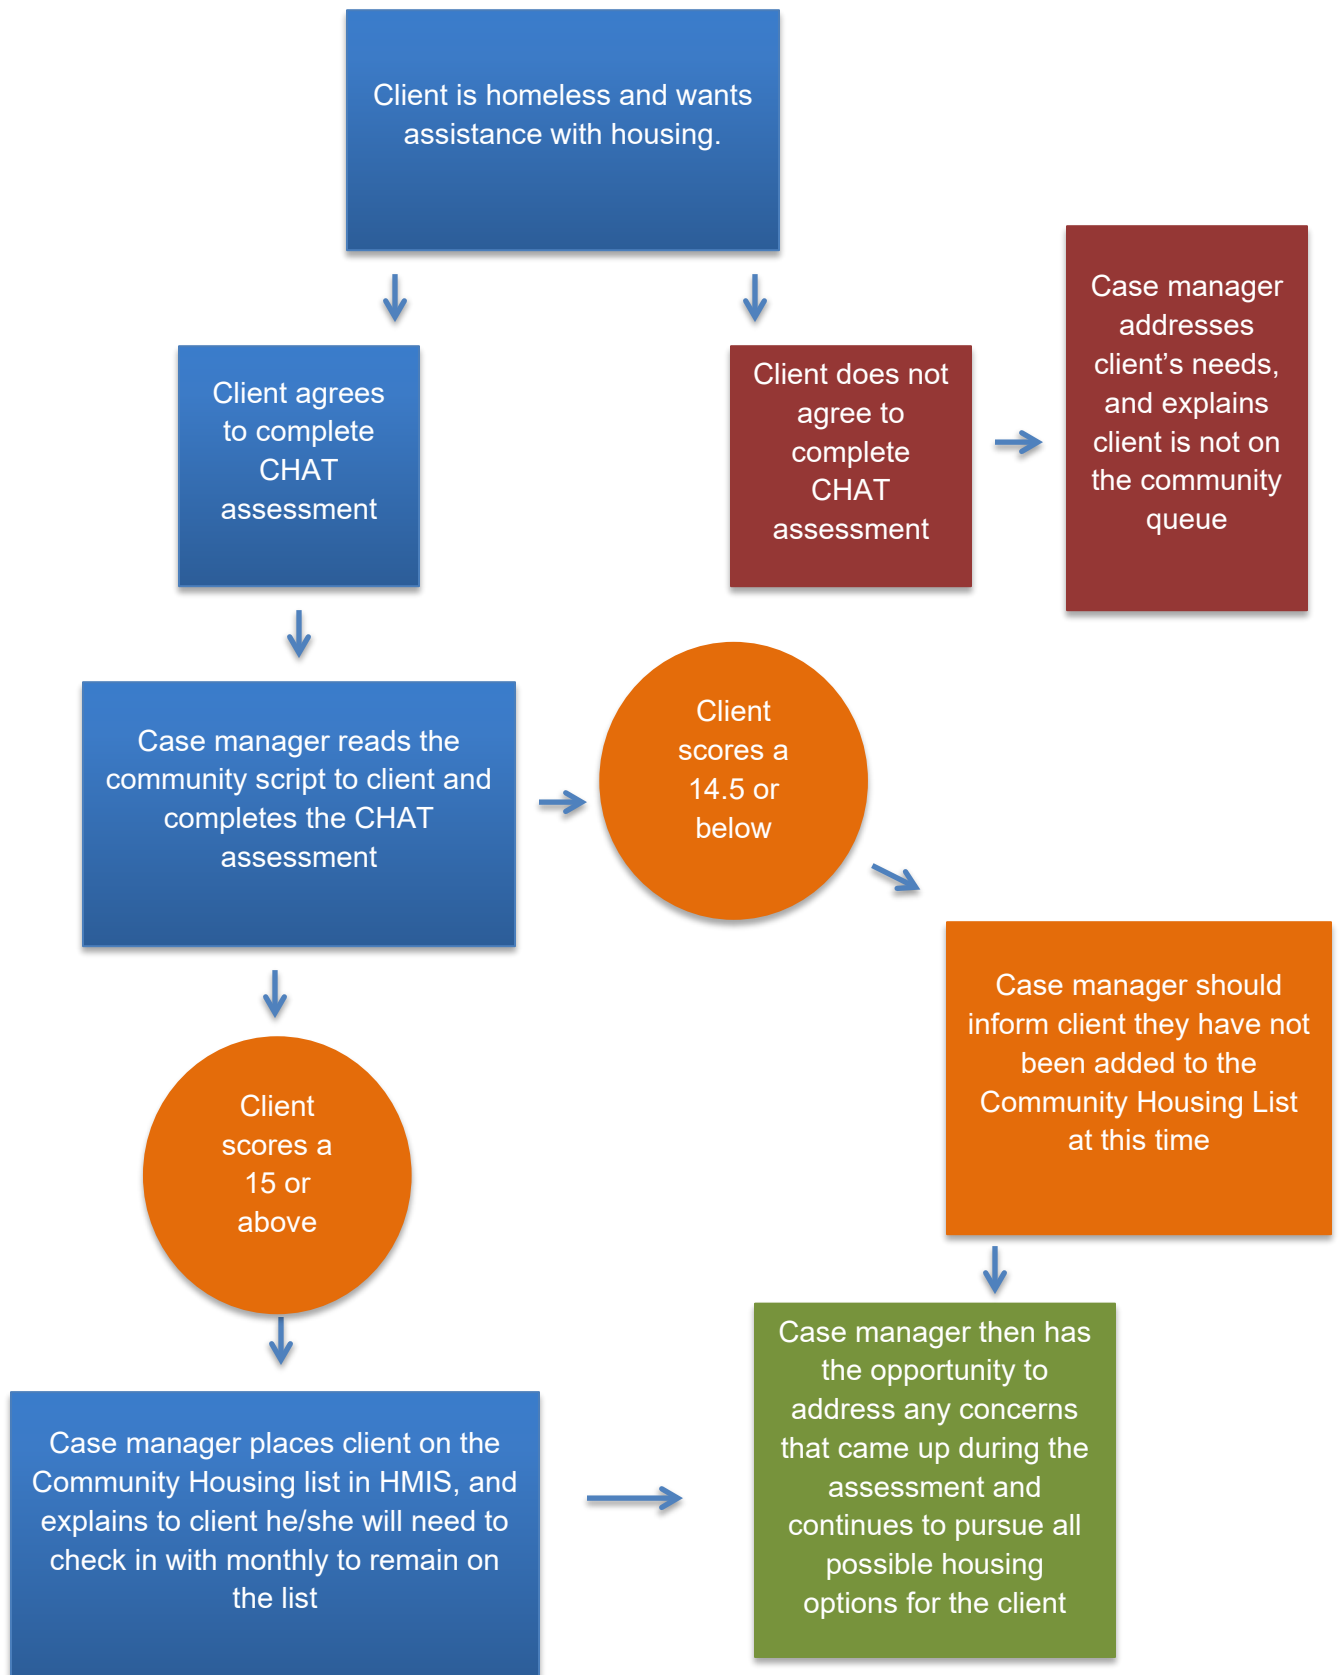 Client is homeless and wants
assistance with housing.
Client agrees
to complete
CHAT
assessment
Client does not
agree to
complete
CHAT
assessment
Case manager
addresses
client’s needs,
and explains
client is not on
the community
queue
Case manager reads the
community script to client and
completes the CHAT
assessment
Client
scores a
14.5 or
below
Case manager should
inform client they have not
been added to the
Community Housing List
at this time
Client
scores a
15 or
above
Case manager places client on the
Community Housing list in HMIS, and
explains to client he/she will need to
check in with monthly to remain on
the list
Case manager then has
the opportunity to
address any concerns
that came up during the
assessment and
continues to pursue all
possible housing
options for the client